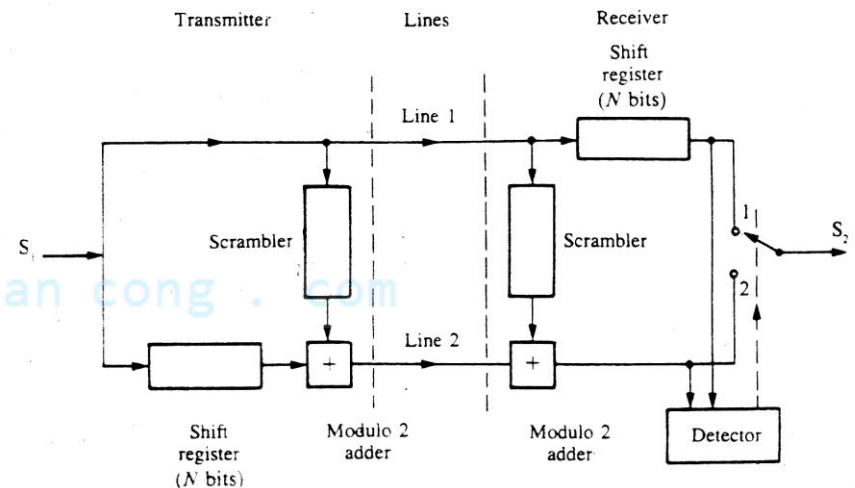 Transmitter
Lines
Receiver
Shift
register
(N bits)
Line 1
1
S₁
Scrambler
Scrambler
S₂
an cong . com
2
Line 2
+
+
Shift
register
(N bits)
Modulo 2
adder
Modulo 2
adder
Detector